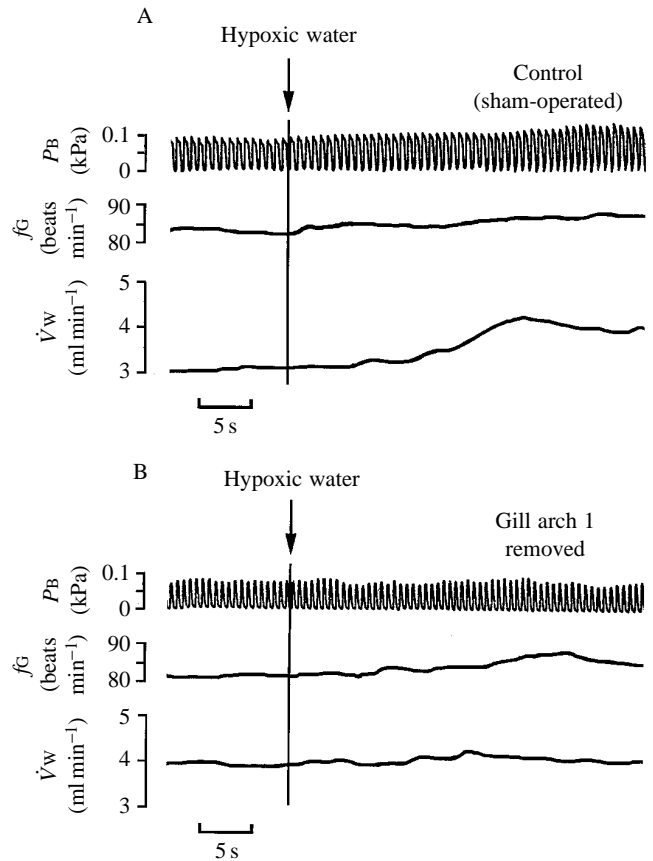 A
Hypoxic water
Control
(sham-operated)
PB
(kPa)
0.1
0
fG
(beats
min−1)
90
80
V̇w
(ml min−1)
5
4
3
5 s
B
Hypoxic water
Gill arch 1
removed
PB
(kPa)
0.1
0
fG
(beats
min−1)
90
80
V̇w
(ml min−1)
5
4
3
5 s